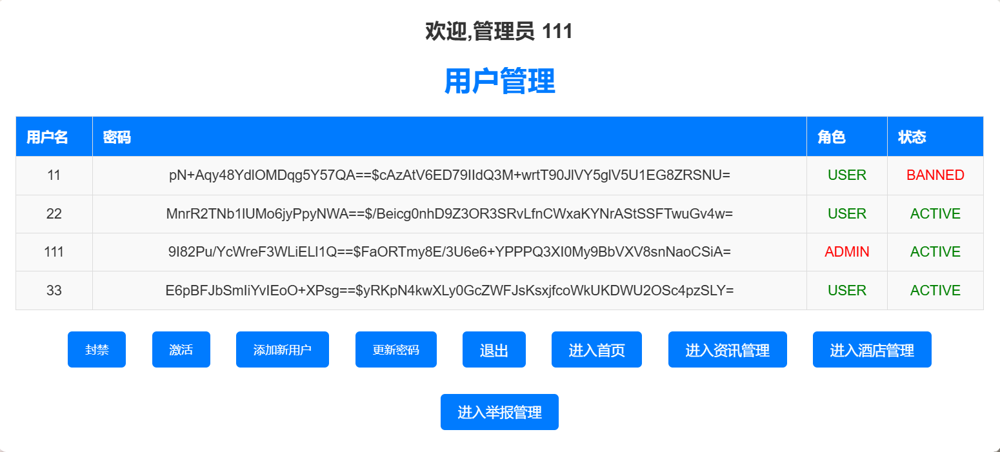 欢迎,管理员 111
用户管理
用户名 密码 角色 状态
11 pN+Aqy48YdlOMDqg5Y57QA==$cAzAtV6ED79IIdQ3M+wrtT90JlVY5glV5U1EG8ZRSNU= USER BANNED
22 MnrR2TNb1lUMo6jyPpyNWA==$/Beicg0nhD9Z3OR3SRvLfnCWxaKYNrAStSSFTwuGv4w= USER ACTIVE
111 9I82Pu/YcWreF3WLiELl1Q==$FaORTmy8E/3U6e6+YPPPQ3XI0My9BbVXV8snNaoCSiA= ADMIN ACTIVE
33 E6pBFJbSmIiYvIEoO+XPsg==$yRKpN4kwXLy0GcZWFJsKsxjfcoWkUKDWU2OSc4pzSLY= USER ACTIVE
封禁 激活 添加新用户 更新密码 退出 进入首页 进入资讯管理 进入酒店管理
进入举报管理